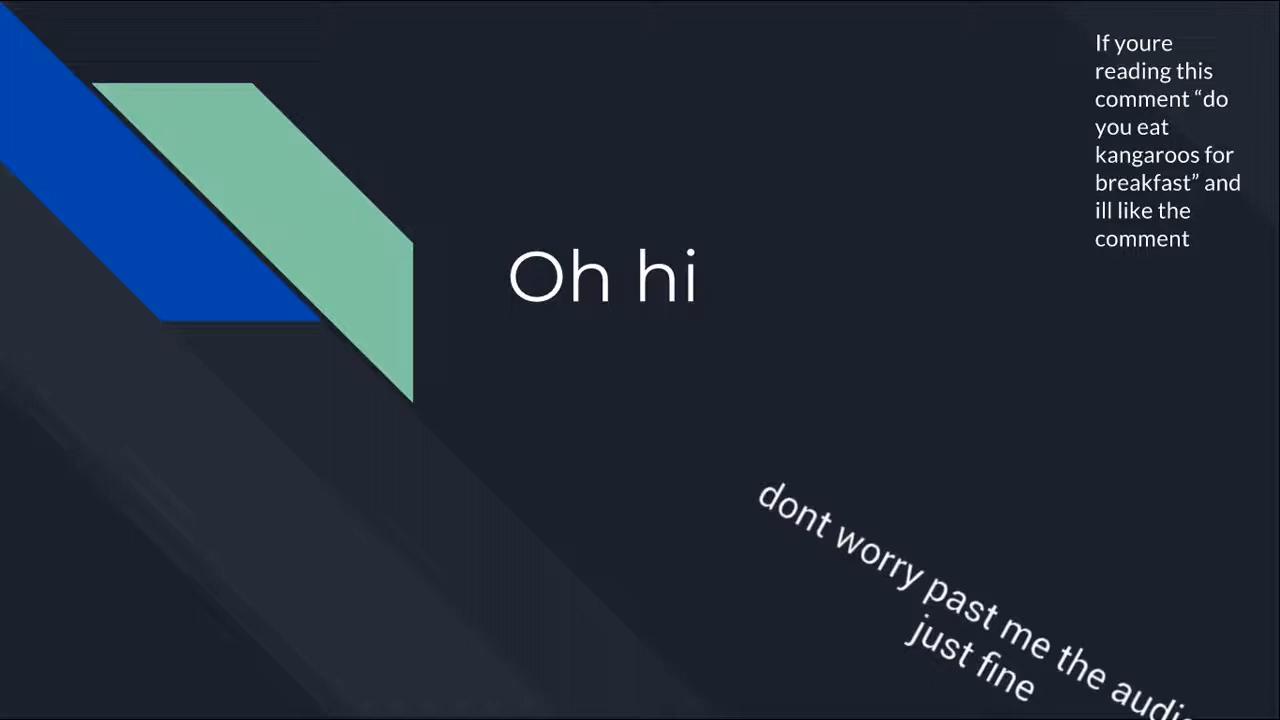 If youre
reading this
comment “do
you eat
kangaroos for
breakfast” and
ill like the
comment
Oh hi
dont worry past me the audi
just fine